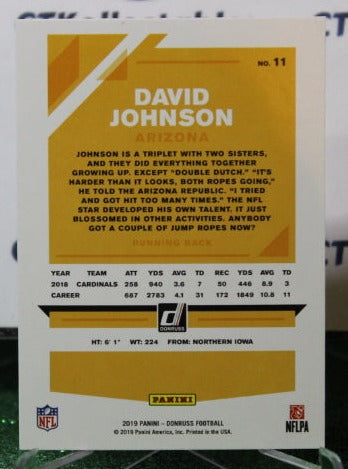 NO. 11
DAVID
JOHNSON
ARIZONA
JOHNSON IS A TRIPLET WITH TWO SISTERS,
AND THEY DID EVERYTHING TOGETHER
GROWING UP. EXCEPT "DOUBLE DUTCH." "IT'S
HARDER THAN IT LOOKS, BOTH ROPES GOING,"
HE TOLD THE ARIZONA REPUBLIC. "I TRIED
AND GOT HIT TOO MANY TIMES." THE NFL
STAR DEVELOPED HIS OWN TALENT. IT JUST
BLOSSOMED IN OTHER ACTIVITIES. ANYBODY
GOT A COUPLE OF JUMP ROPES NOW?
RUNNING BACK
YEAR TEAM ATT YDS AVG TD REC YDS AVG TD
2018 CARDINALS 258 940 3.6 7 50 446 8.9 3
CAREER 687 2783 4.1 31 172 1849 10.8 11
DONRUSS
HT: 6' 1" WT: 224 FROM: NORTHERN IOWA
PANINI
NFL
NFLPA
2019 PANINI – DONRUSS FOOTBALL
© 2019 Panini America, Inc. Printed in the USA.